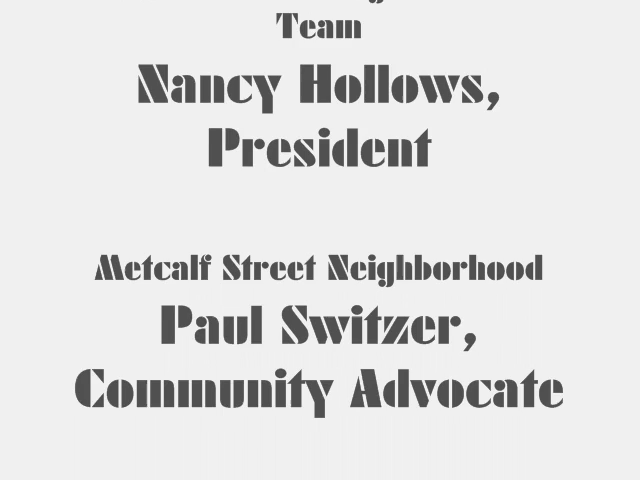 Team
Nancy Hollows,
President
Metcalf Street Neighborhood
Paul Switzer,
Community Advocate